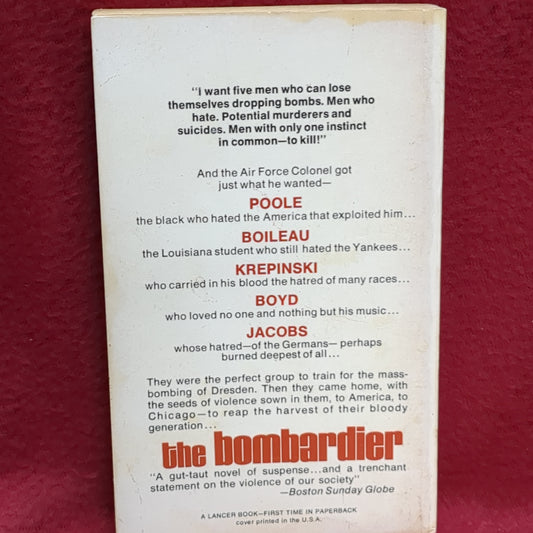 "I want five men who can lose
themselves dropping bombs. Men who
hate. Potential murderers and
suicides. Men with only one instinct
in common—to kill!"
And the Air Force Colonel got
just what he wanted—
POOLE
the black who hated the America that exploited him...
BOILEAU
the Louisiana student who still hated the Yankees...
KREPINSKI
who carried in his blood the hatred of many races...
BOYD
who loved no one and nothing but his music...
JACOBS
whose hatred—of the Germans— perhaps
burned deepest of all...
They were the perfect group to train for the mass-
bombing of Dresden. Then they came home, with
the seeds of violence sown in them, to America, to
Chicago—to reap the harvest of their bloody
generation...
the bombardier
"A gut-taut novel of suspense...and a trenchant
statement on the violence of our society"
—Boston Sunday Globe
A LANCER BOOK—FIRST TIME IN PAPERBACK
cover printed in the U.S.A.